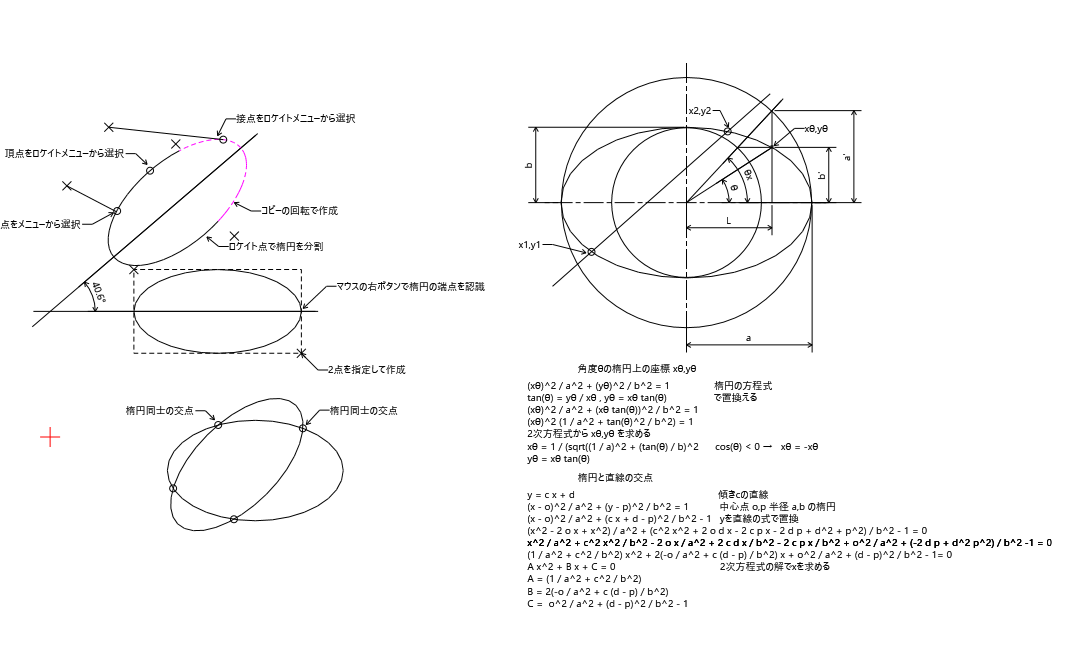 接点をロケイトメニューから選択
頂点をロケイトメニューから選択
点をメニューから選択
コピーの回転で作成
ロケイト点で楕円を分割
40.6°
マウスの右ボタンで楕円の端点を認識
2点を指定して作成
楕円同士の交点
楕円同士の交点
x2,y2
xθ,yθ
b
a'
b'
θx
θ
L
x1,y1
a
角度θの楕円上の座標 xθ,yθ
(xθ)^2 / a^2 + (yθ)^2 / b^2 = 1 楕円の方程式
tan(θ) = yθ / xθ , yθ = xθ tan(θ) で置換える
(xθ)^2 / a^2 + (xθ tan(θ))^2 / b^2 = 1
(xθ)^2 (1 / a^2 + tan(θ)^2 / b^2) = 1
2次方程式から xθ,yθ を求める
xθ = 1 / (sqrt((1 / a)^2 + (tan(θ) / b)^2 cos(θ) < 0 → xθ = -xθ
yθ = xθ tan(θ)
楕円と直線の交点
y = c x + d 傾きcの直線
(x - o)^2 / a^2 + (y - p)^2 / b^2 = 1 中心点 o,p 半径 a,b の楕円
(x - o)^2 / a^2 + (c x + d - p)^2 / b^2 - 1 yを直線の式で置換
(x^2 - 2 o x + x^2) / a^2 + (c^2 x^2 + 2 o d x - 2 c p x - 2 d p + d^2 + p^2) / b^2 - 1 = 0
x^2 / a^2 + c^2 x^2 / b^2 - 2 o x / a^2 + 2 c d x / b^2 - 2 c p x / b^2 + o^2 / a^2 + (-2 d p + d^2 p^2) / b^2 -1 = 0
(1 / a^2 + c^2 / b^2) x^2 + 2(-o / a^2 + c (d - p) / b^2) x + o^2 / a^2 + (d - p)^2 / b^2 - 1= 0
A x^2 + B x + C = 0 2次方程式の解でxを求める
A = (1 / a^2 + c^2 / b^2)
B = 2(-o / a^2 + c (d - p) / b^2)
C = o^2 / a^2 + (d - p)^2 / b^2 - 1